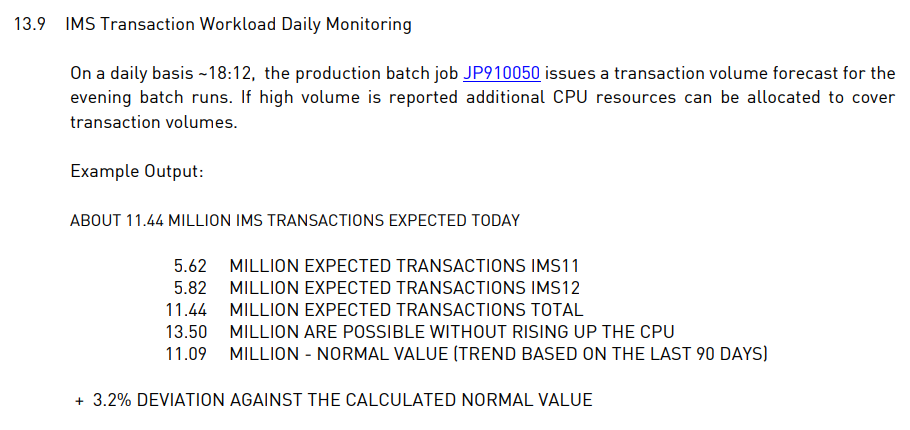 13.9 IMS Transaction Workload Daily Monitoring
On a daily basis ~18:12, the production batch job JP910050 issues a transaction volume forecast for the
evening batch runs. If high volume is reported additional CPU resources can be allocated to cover
transaction volumes.
Example Output:
ABOUT 11.44 MILLION IMS TRANSACTIONS EXPECTED TODAY
5.62 MILLION EXPECTED TRANSACTIONS IMS11
5.82 MILLION EXPECTED TRANSACTIONS IMS12
11.44 MILLION EXPECTED TRANSACTIONS TOTAL
13.50 MILLION ARE POSSIBLE WITHOUT RISING UP THE CPU
11.09 MILLION - NORMAL VALUE (TREND BASED ON THE LAST 90 DAYS)
+ 3.2% DEVIATION AGAINST THE CALCULATED NORMAL VALUE